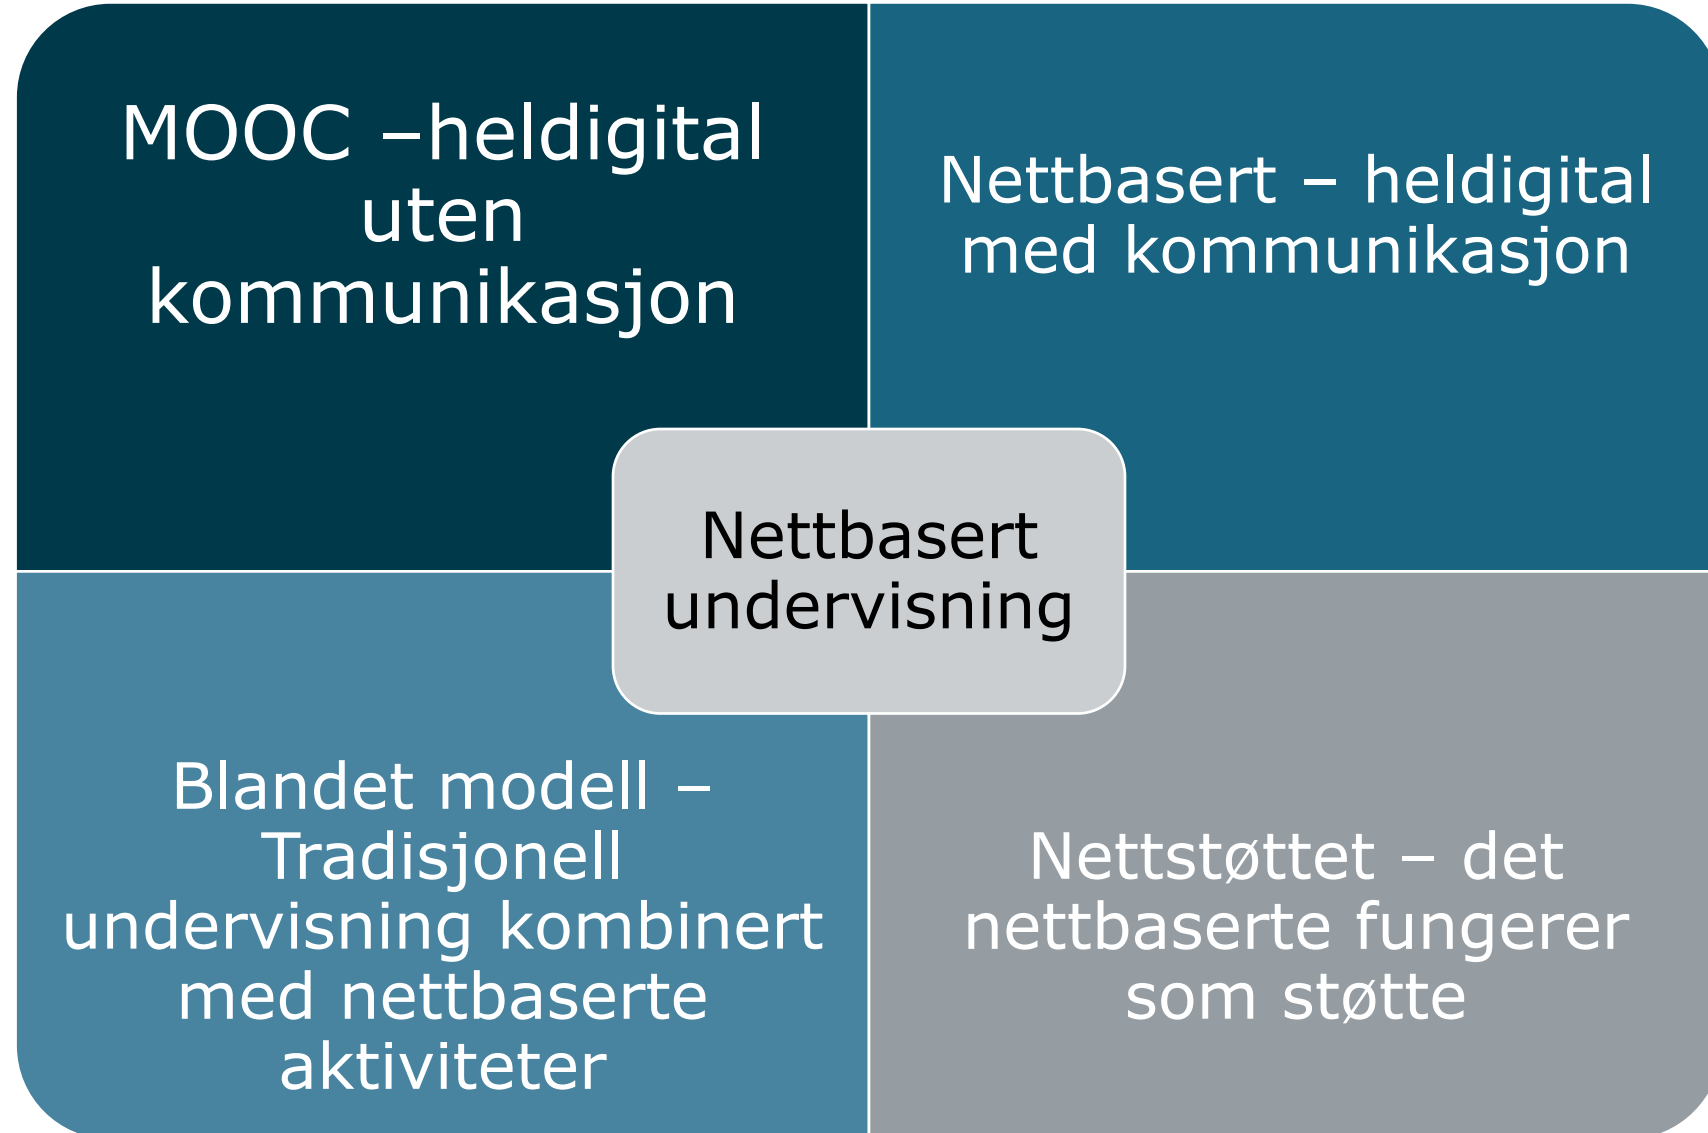 MOOC –heldigital
uten
kommunikasjon
Nettbasert – heldigital
med kommunikasjon
Nettbasert
undervisning
Blandet modell –
Tradisjonell
undervisning kombinert
med nettbaserte
aktiviteter
Nettstøttet – det
nettbaserte fungerer
som støtte